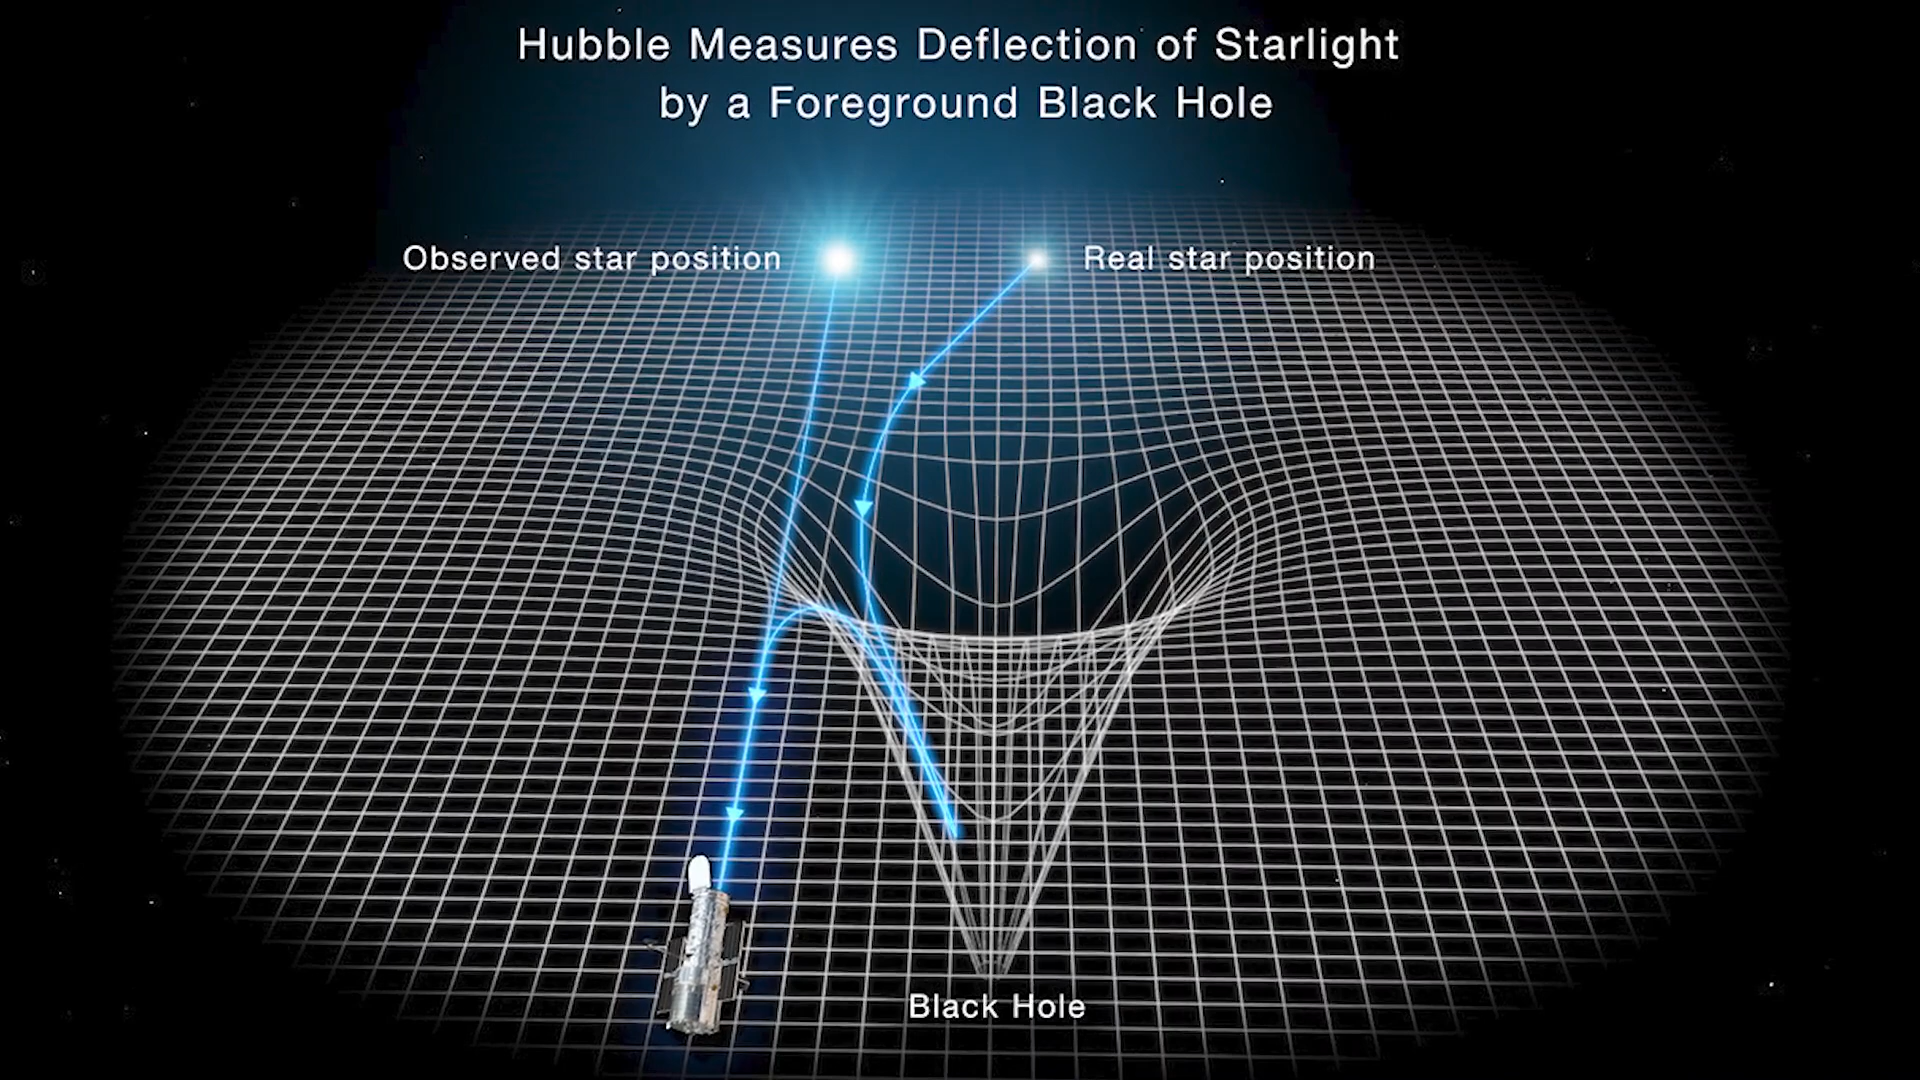 Hubble Measures Deflection of Starlight
by a Foreground Black Hole
Observed star position
Real star position
Black Hole